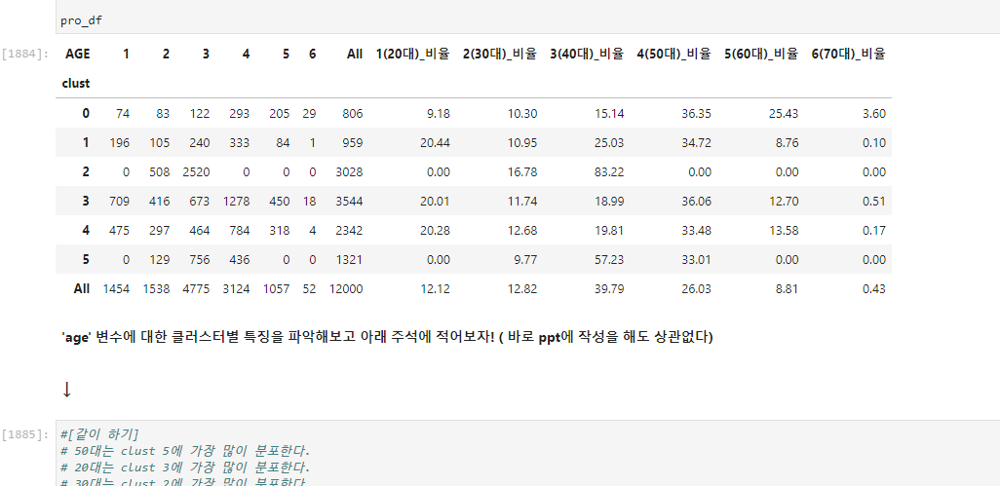 pro_df
[1884]:
AGE 1 2 3 4 5 6 All 1(20대)_비율 2(30대)_비율 3(40대)_비율 4(50대)_비율 5(60대)_비율 6(70대)_비율
clust
0 74 83 122 293 205 29 806 9.18 10.30 15.14 36.35 25.43 3.60
1 196 105 240 333 84 1 959 20.44 10.95 25.03 34.72 8.76 0.10
2 0 508 2520 0 0 0 3028 0.00 16.78 83.22 0.00 0.00 0.00
3 709 416 673 1278 450 18 3544 20.01 11.74 18.99 36.06 12.70 0.51
4 475 297 464 784 318 4 2342 20.28 12.68 19.81 33.48 13.58 0.17
5 0 129 756 436 0 0 1321 0.00 9.77 57.23 33.01 0.00 0.00
All 1454 1538 4775 3124 1057 52 12000 12.12 12.82 39.79 26.03 8.81 0.43
'age' 변수에 대한 클러스터별 특징을 파악해보고 아래 주석에 적어보자! ( 바로 ppt에 작성을 해도 상관없다)
↓
[1885]:
#[같이 하기]
# 50대는 clust 5에 가장 많이 분포한다.
# 20대는 clust 3에 가장 많이 분포한다.
# 30대는 clust 2에 가장 많이 분포한다.